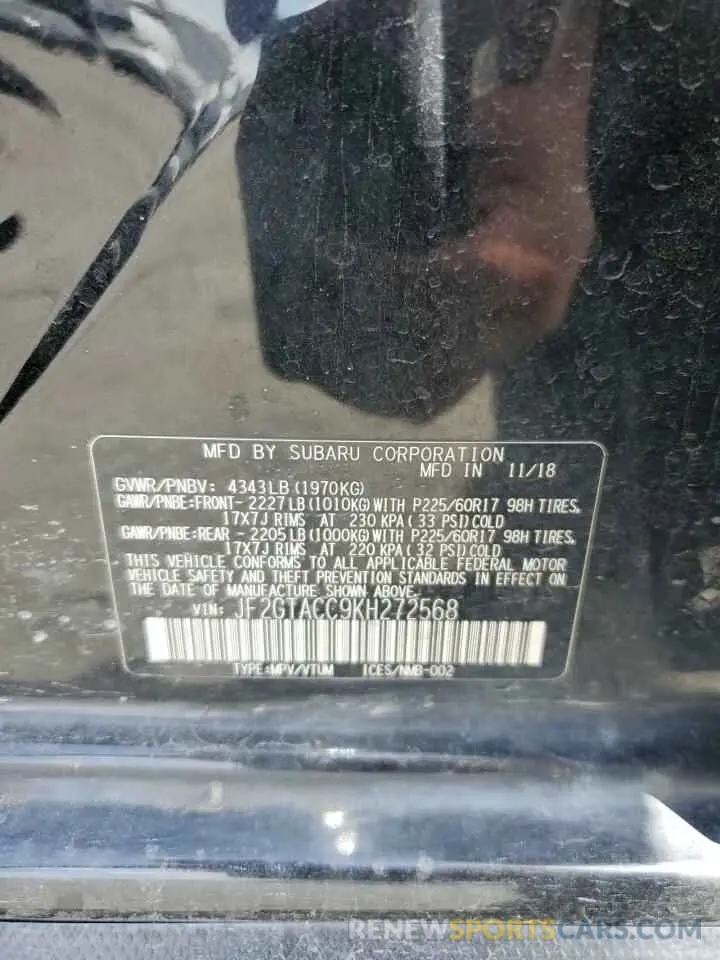 MFD BY SUBARU CORPORATION
MFD IN 11/18
GVWR/PNBV: 4343LB (1970KG)
GAWR/PNBE:FRONT- 2227LB (1010KG) WITH P225/60R17 98H TIRES,
17X7J RIMS AT 230 KPA (33 PSI) COLD
GAWR/PNBE:REAR - 2205LB (1000KG) WITH P225/60R17 98H TIRES,
17X7J RIMS AT 220 KPA (32 PSI) COLD
THIS VEHICLE CONFORMS TO ALL APPLICABLE FEDERAL MOTOR
VEHICLE SAFETY AND THEFT PREVENTION STANDARDS IN EFFECT ON
THE DATE OF MANUFACTURE SHOWN ABOVE.
VIN: JF2GTACC9KH272568
TYPE:MPV/VTUM ICES/NMB-002
RENEWSPORTSCARS.COM